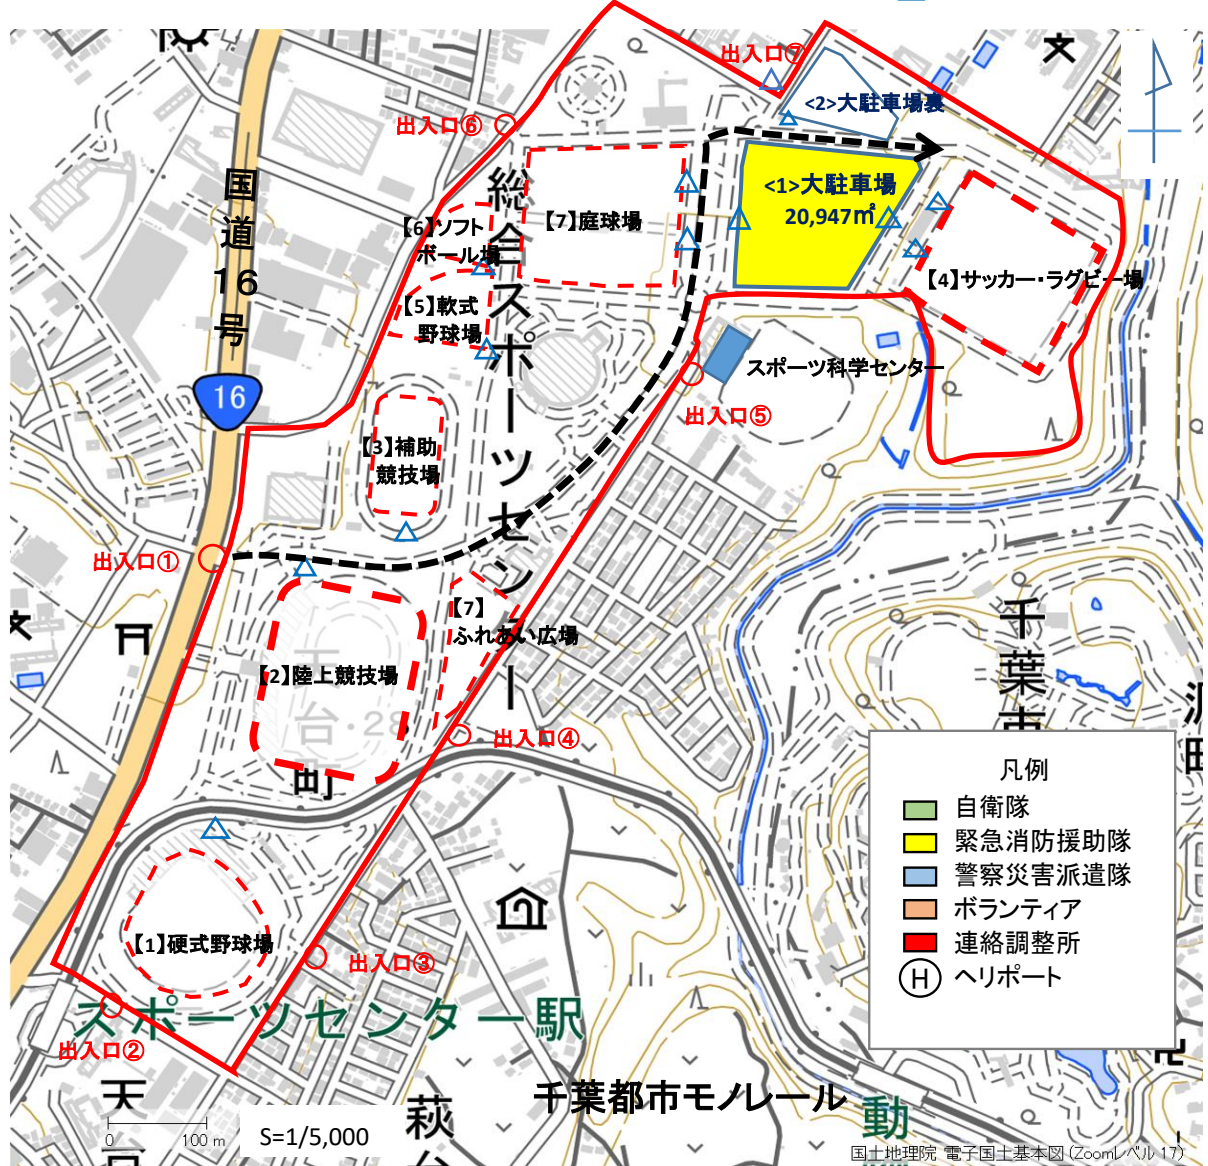 出入口⑦
<2>大駐車場裏
出入口⑥
<1>大駐車場
20,947㎡
国道16号
総合スポーツセンター
【6】ソフト
ボール場
【7】庭球場
【5】軟式
野球場
【4】サッカー・ラグビー場
16
スポーツ科学センター
出入口⑤
【3】補助
競技場
出入口①
【7】
ふれあい広場
【2】陸上競技場
天台
・28
町
出入口④
千葉市
凡例
自衛隊
緊急消防援助隊
警察災害派遣隊
ボランティア
連絡調整所
H ヘリポート
【1】硬式野球場
出入口③
スポーツセンター駅
出入口②
千葉都市モノレール
動
天
萩
0 100 m
S=1/5,000
国土地理院 電子国土基本図(Zoomレベル 17)